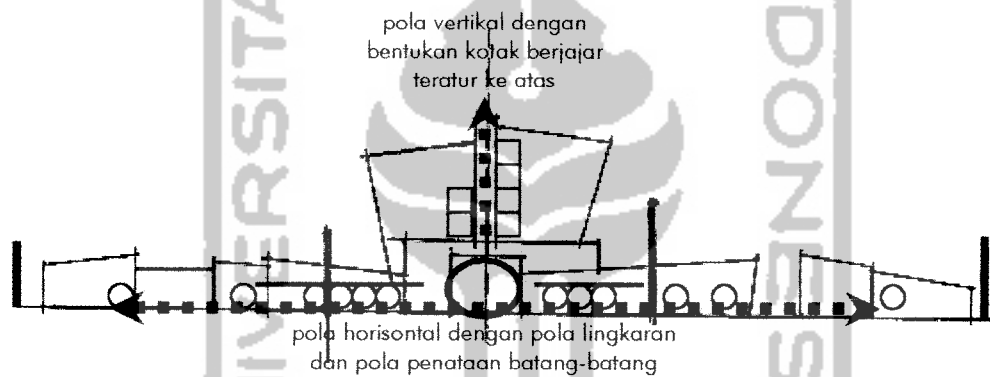 pola vertikal dengan
bentukan kotak berjajar
teratur ke atas
pola horisontal dengan pola lingkaran
dan pola penataan batang-batang